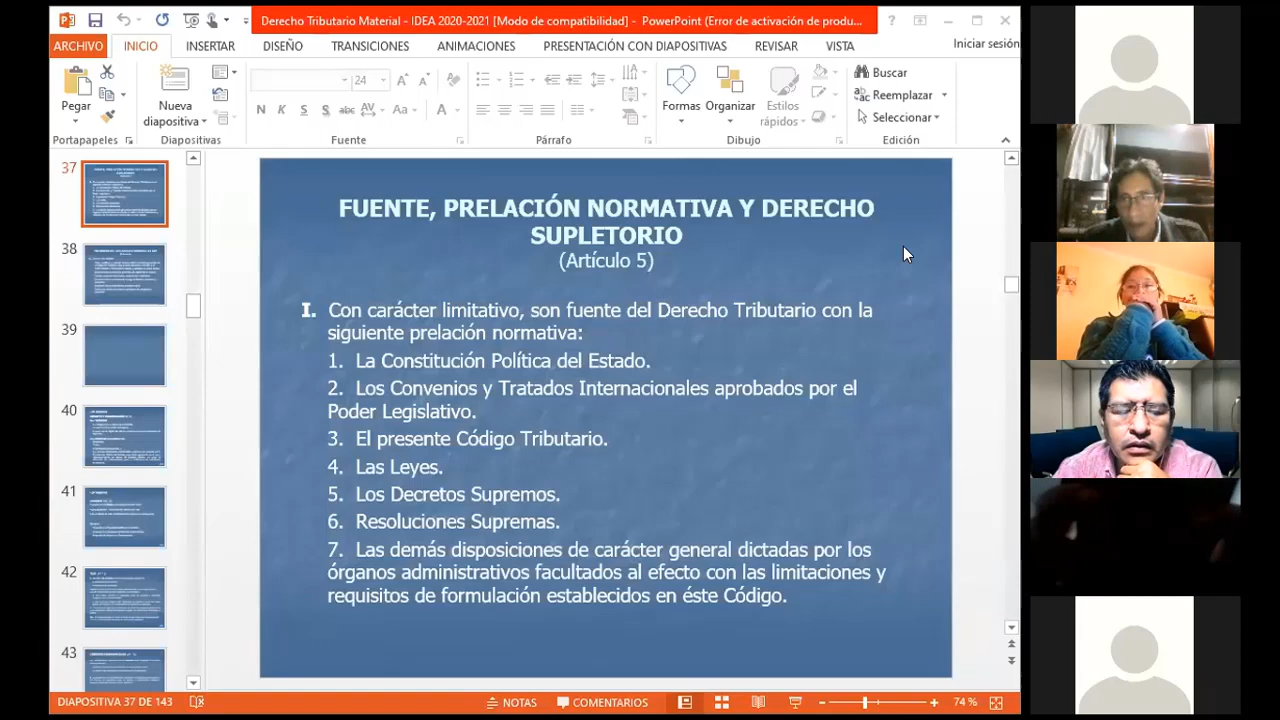 Derecho Tributario Material - IDEA 2020-2021 [Modo de compatibilidad] - PowerPoint (Error de activación de produ...
ARCHIVO INICIO INSERTAR DISEÑO TRANSICIONES ANIMACIONES PRESENTACIÓN CON DIAPOSITIVAS REVISAR VISTA Iniciar sesión
Pegar
Nueva
diapositiva
24
N K S S abc AV Aa A
Formas Organizar Estilos
rápidos
Buscar
Reemplazar
Seleccionar
Portapapeles Diapositivas Fuente Párrafo Dibujo Edición
37
38
39
40
41
42
43
FUENTE, PRELACIÓN NORMATIVA Y DERECHO
SUPLETORIO
(Artículo 5)
I. Con carácter limitativo, son fuente del Derecho Tributario con la
siguiente prelación normativa:
1. La Constitución Política del Estado.
2. Los Convenios y Tratados Internacionales aprobados por el
Poder Legislativo.
3. El presente Código Tributario.
4. Las Leyes.
5. Los Decretos Supremos.
6. Resoluciones Supremas.
7. Las demás disposiciones de carácter general dictadas por los
órganos administrativos facultados al efecto con las limitaciones y
requisitos de formulación establecidos en éste Código.
DIAPOSITIVA 37 DE 143 NOTAS COMENTARIOS 74 %